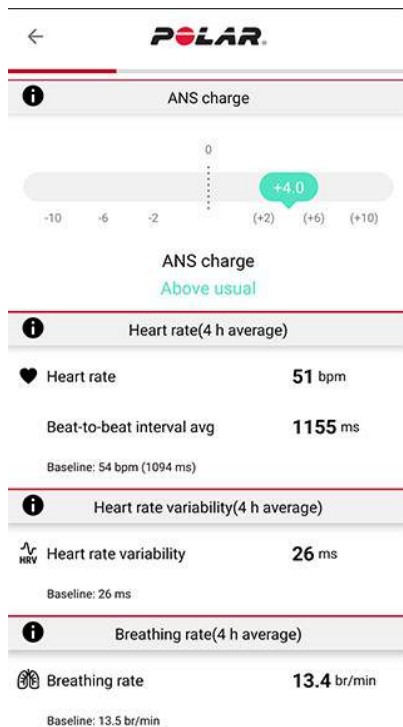 POLAR.
ANS charge
0
+4.0
-10 -6 -2 (+2) (+6) (+10)
ANS charge
Above usual
Heart rate(4 h average)
Heart rate 51 bpm
Beat-to-beat interval avg 1155 ms
Baseline: 54 bpm (1094 ms)
Heart rate variability(4 h average)
HRV Heart rate variability 26 ms
Baseline: 26 ms
Breathing rate(4 h average)
Breathing rate 13.4 br/min
Baseline: 13.5 br/min